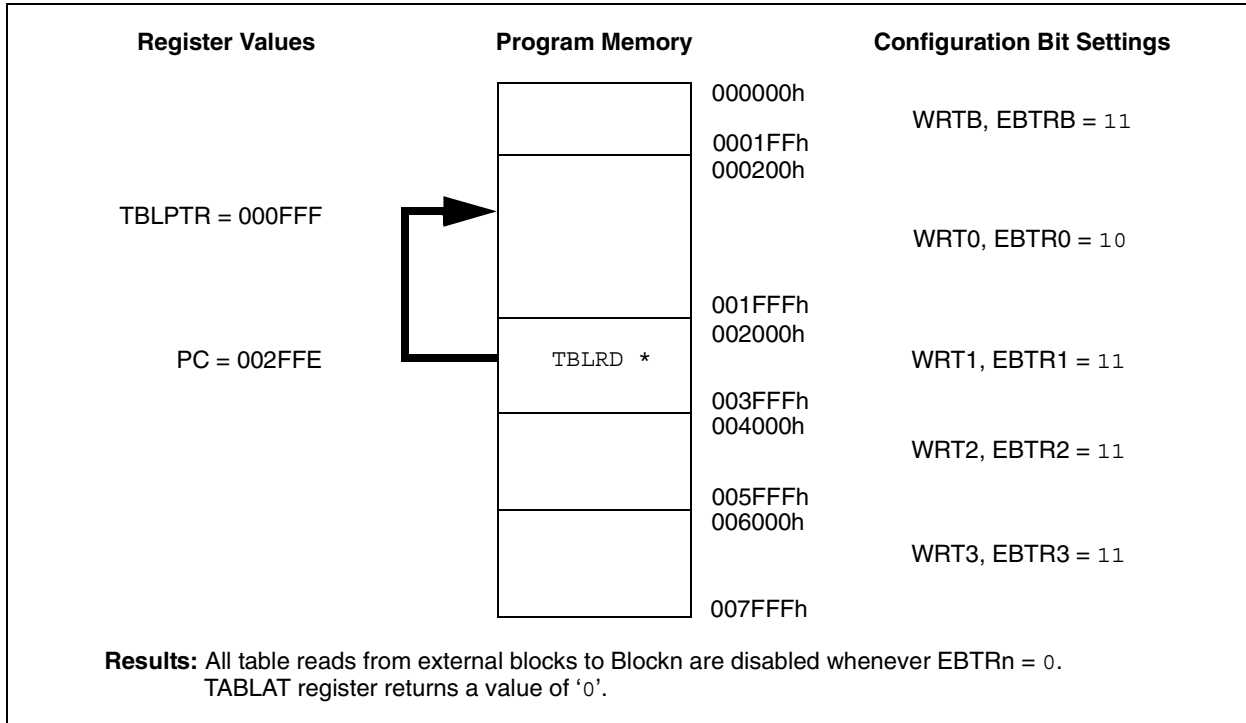 Register Values Program Memory Configuration Bit Settings
000000h
WRTB, EBTRB = 11
0001FFh
000200h
TBLPTR = 000FFF
WRT0, EBTR0 = 10
001FFFh
002000h
PC = 002FFE TBLRD * WRT1, EBTR1 = 11
003FFFh
004000h
WRT2, EBTR2 = 11
005FFFh
006000h
WRT3, EBTR3 = 11
007FFFh
Results: All table reads from external blocks to Blockn are disabled whenever EBTRn = 0.
TABLAT register returns a value of ‘0’.